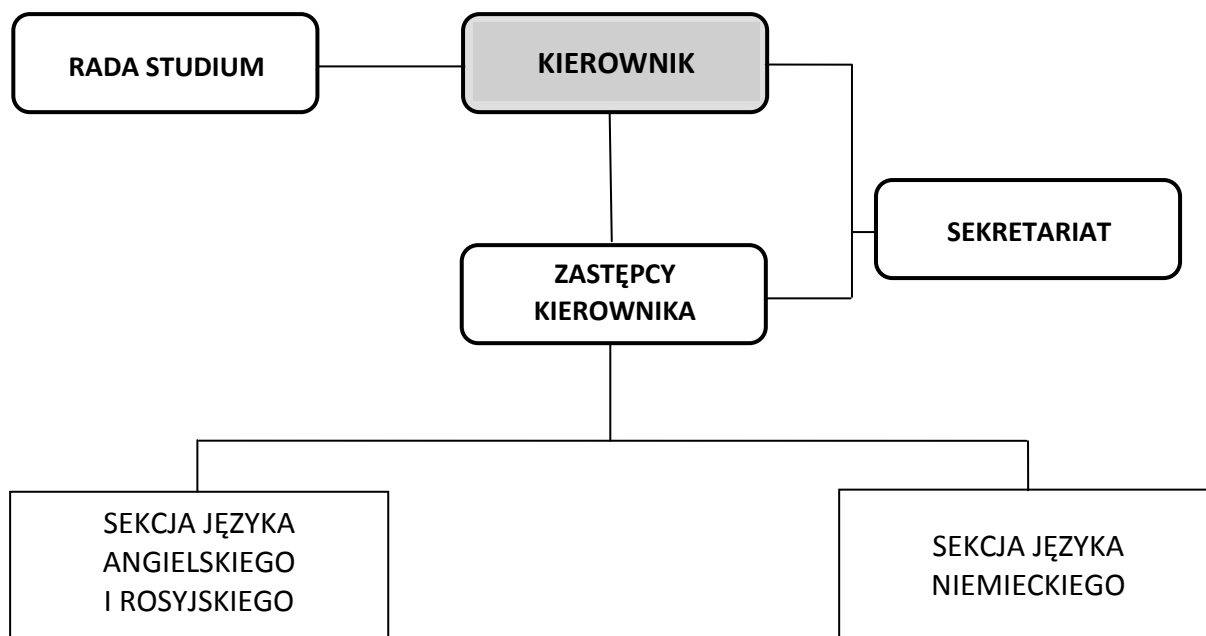 RADA STUDIUM
KIEROWNIK
SEKRETARIAT
ZASTĘPCY
KIEROWNIKA
SEKCJA JĘZYKA
ANGIELSKIEGO
I ROSYJSKIEGO
SEKCJA JĘZYKA
NIEMIECKIEGO